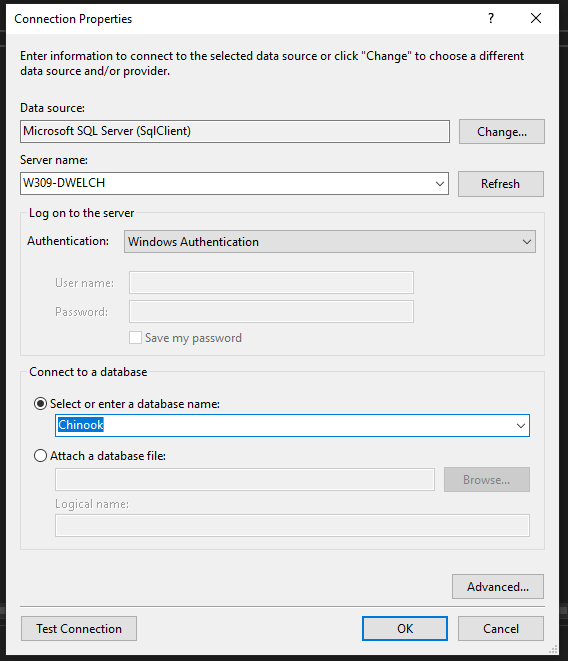 Connection Properties
?
Enter information to connect to the selected data source or click "Change" to choose a different
data source and/or provider.
Data source:
Microsoft SQL Server (SqlClient)
Change...
Server name:
W309-DWELCH
Refresh
Log on to the server
Authentication:
Windows Authentication
User name:
Password:
Save my password
Connect to a database
Select or enter a database name:
Chinook
Attach a database file:
Browse...
Logical name:
Advanced...
Test Connection
OK
Cancel